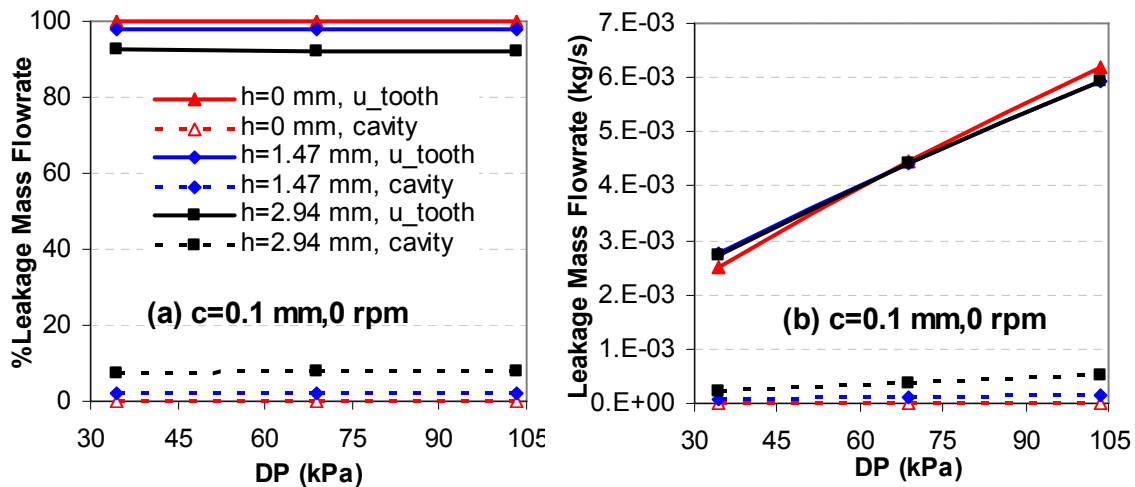 %Leakage Mass Flowrate
100
80
60
40
20
0
h=0 mm, u_tooth
h=0 mm, cavity
h=1.47 mm, u_tooth
h=1.47 mm, cavity
h=2.94 mm, u_tooth
h=2.94 mm, cavity
(a) c=0.1 mm,0 rpm
30 45 60 75 90 105
DP (kPa)
Leakage Mass Flowrate (kg/s)
7.E-03
6.E-03
5.E-03
4.E-03
3.E-03
2.E-03
1.E-03
0.E+00
(b) c=0.1 mm,0 rpm
30 45 60 75 90 105
DP (kPa)